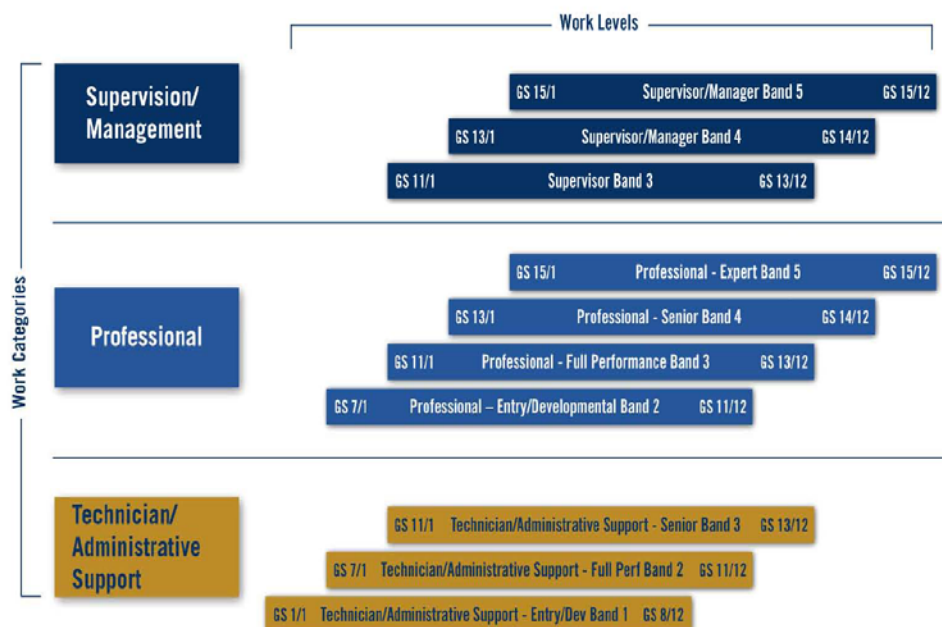 Work Levels
Work Categories
Supervision/
Management
GS 15/1 Supervisor/Manager Band 5 GS 15/12
GS 13/1 Supervisor/Manager Band 4 GS 14/12
GS 11/1 Supervisor Band 3 GS 13/12
Professional
GS 15/1 Professional - Expert Band 5 GS 15/12
GS 13/1 Professional - Senior Band 4 GS 14/12
GS 11/1 Professional - Full Performance Band 3 GS 13/12
GS 7/1 Professional – Entry/Developmental Band 2 GS 11/12
Technician/
Administrative
Support
GS 11/1 Technician/Administrative Support - Senior Band 3 GS 13/12
GS 7/1 Technician/Administrative Support - Full Perf Band 2 GS 11/12
GS 1/1 Technician/Administrative Support - Entry/Dev Band 1 GS 8/12